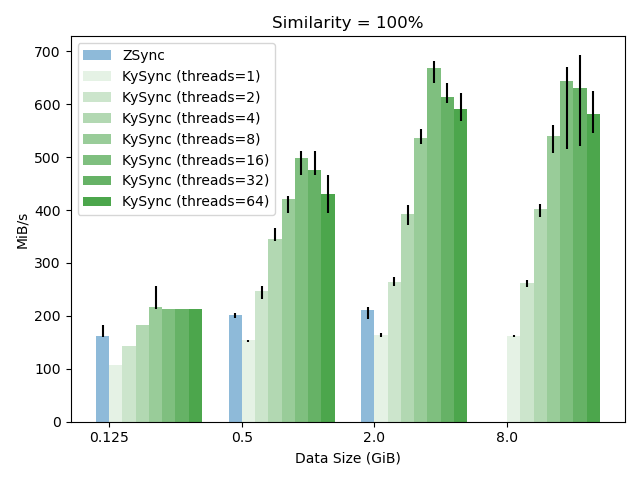 Similarity = 100%
ZSync
KySync (threads=1)
KySync (threads=2)
KySync (threads=4)
KySync (threads=8)
KySync (threads=16)
KySync (threads=32)
KySync (threads=64)
MiB/s
700
600
500
400
300
200
100
0
0.125 0.5 2.0 8.0
Data Size (GiB)